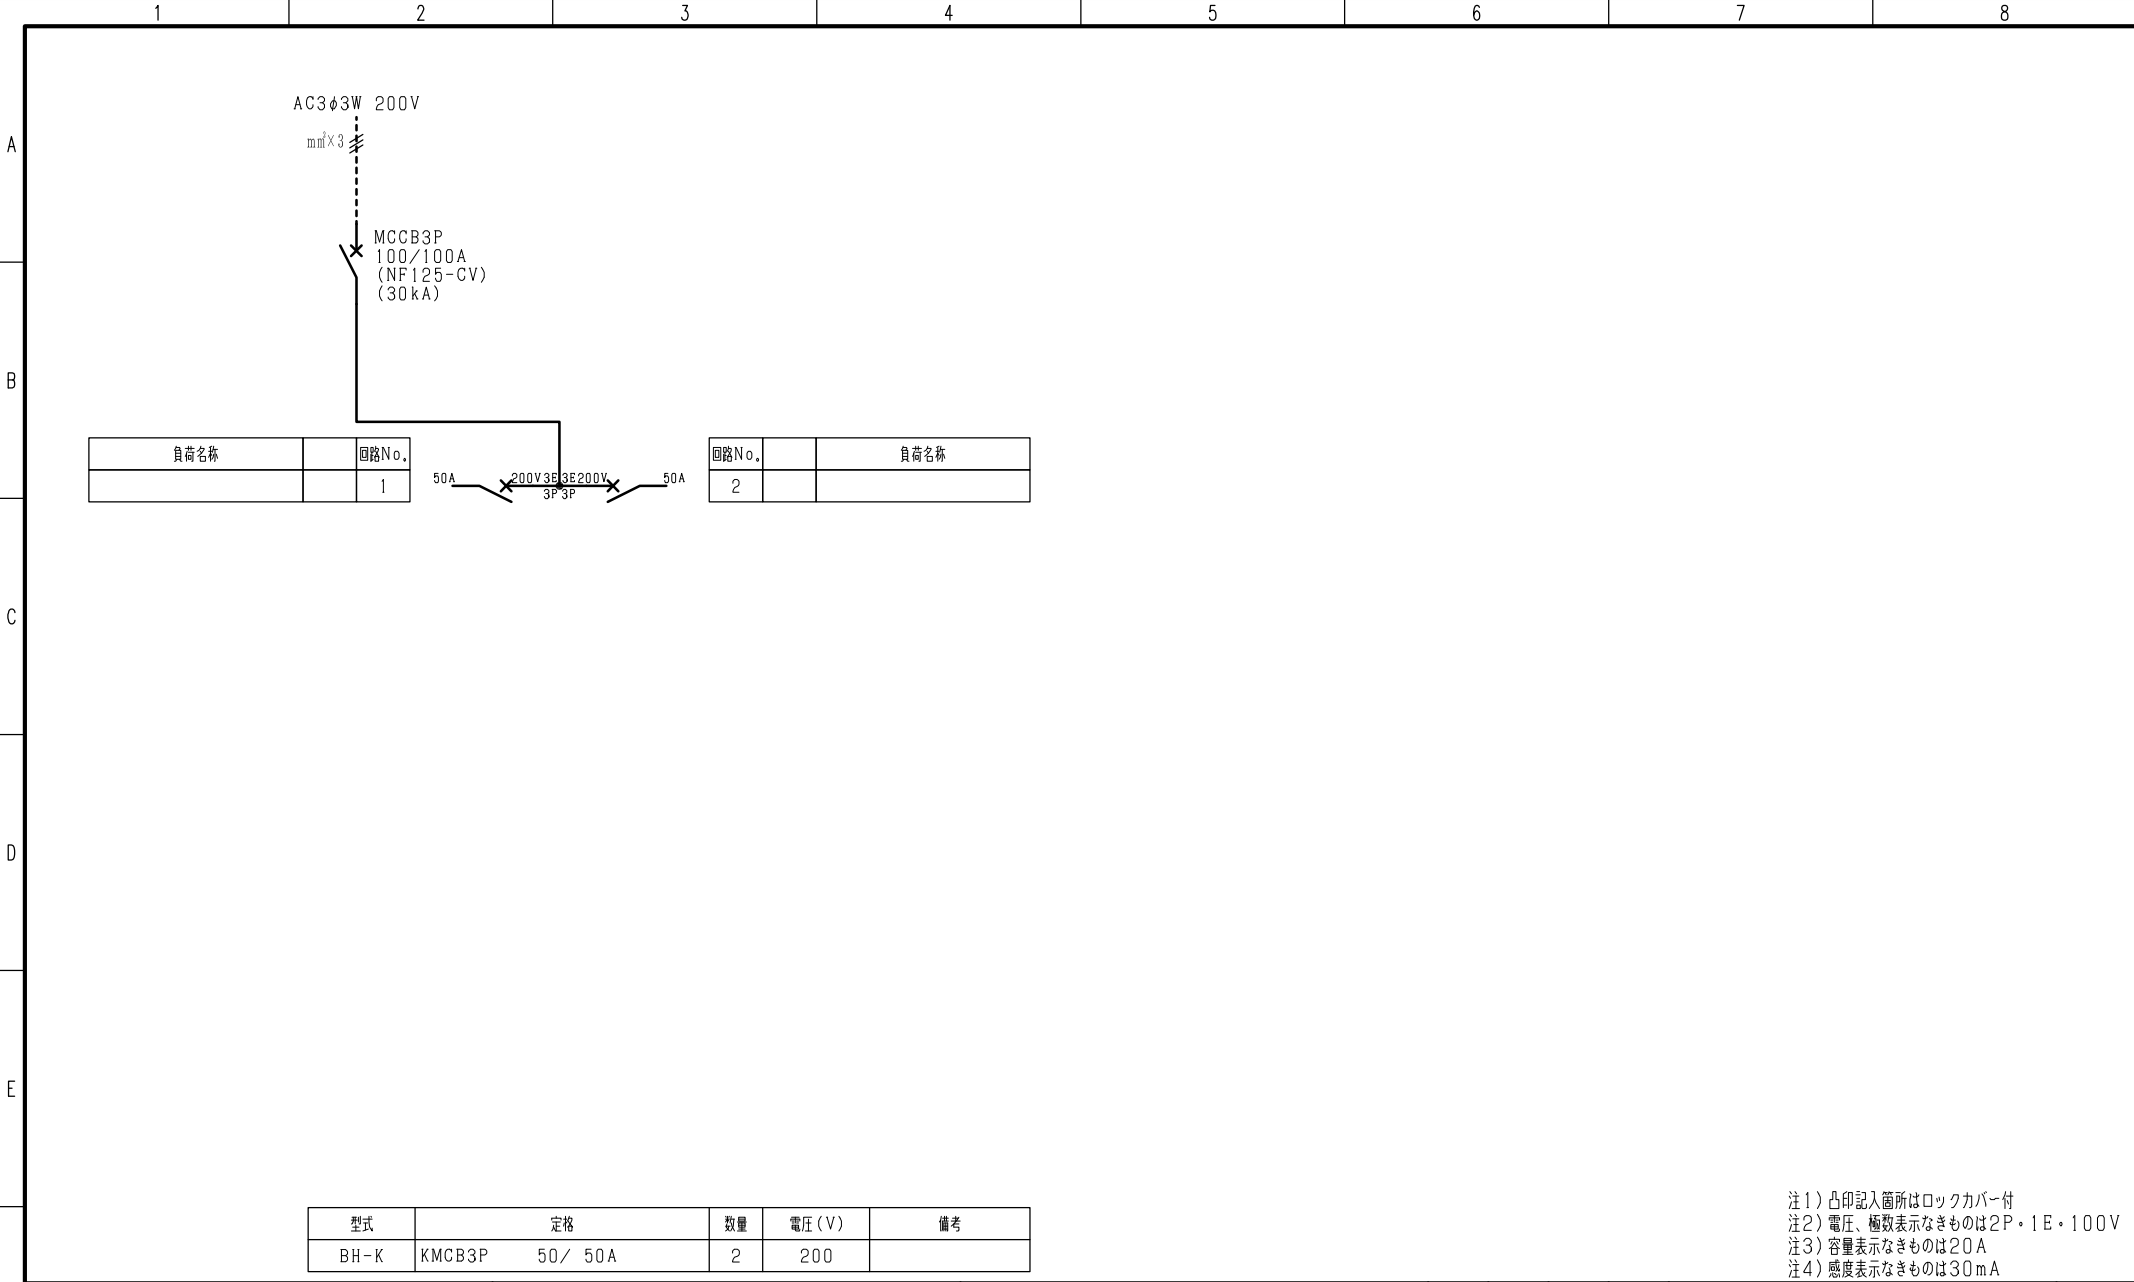 1 2 3 4 5 6 7 8
AC3φ3W 200V
A
mm²×3
MCCB3P
100/100A
(NF125-CV)
(30kA)
B
負荷名称 回路No.
1
50A 200V 3E 3E 200V 50A
3P 3P
回路No. 負荷名称
2
C
D
E
型式 定格 数量 電圧(V) 備考
BH-K KMCB3P 50/ 50A 2 200
注1)凸印記入箇所はロックカバー付
注2)電圧、極数表示なきものは2P・1E・100V
注3)容量表示なきものは20A
注4)感度表示なきものは30mA